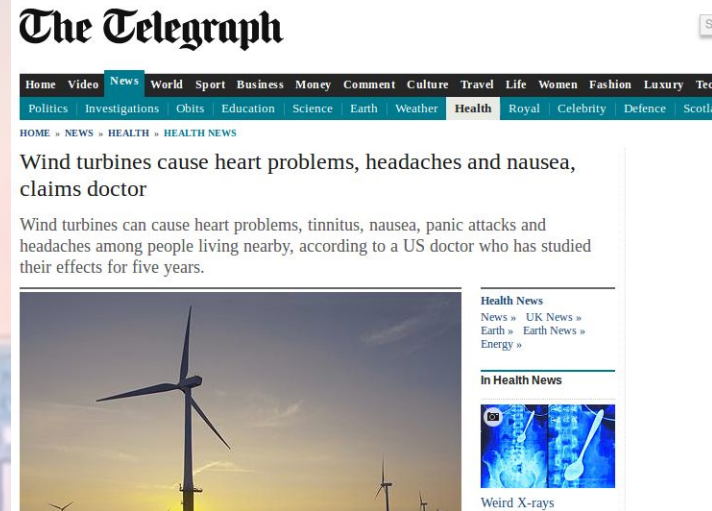 The Telegraph
Home Video News World Sport Business Money Comment Culture Travel Life Women Fashion Luxury
Politics Investigations Obits Education Science Earth Weather Health Royal Celebrity Defence
HOME » NEWS » HEALTH » HEALTH NEWS
Wind turbines cause heart problems, headaches and nausea,
claims doctor
Wind turbines can cause heart problems, tinnitus, nausea, panic attacks and
headaches among people living nearby, according to a US doctor who has studied
their effects for five years.
Health News
News » UK News »
Earth » Earth News »
Energy »
In Health News
Weird X-rays